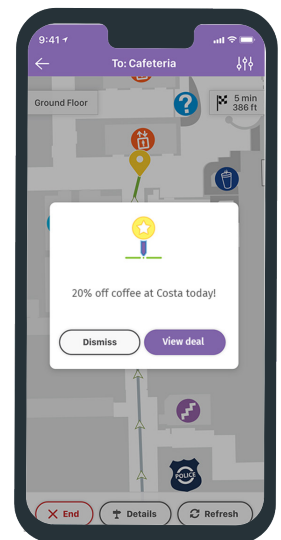 9:41
To: Cafeteria
Ground Floor
?
5 min
386 ft
20% off coffee at Costa today!
Dismiss
View deal
POLICE
End
Details
Refresh